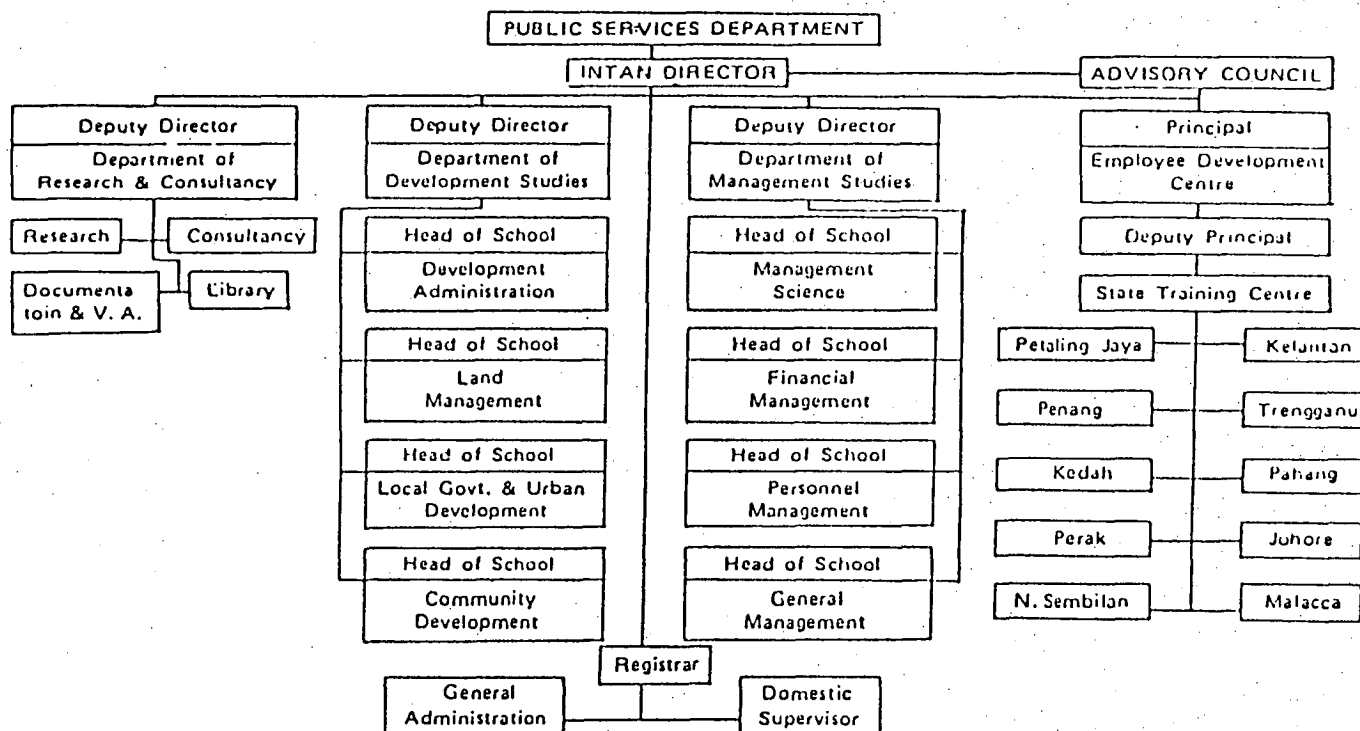 PUBLIC SERVICES DEPARTMENT
INTAN DIRECTOR
ADVISORY COUNCIL
Deputy Director
Department of
Research & Consultancy
Research
Consultancy
Documenta
toin & V. A.
Library
Deputy Director
Department of
Development Studies
Head of School
Development
Administration
Head of School
Land
Management
Head of School
Local Govt. & Urban
Development
Head of School
Community
Development
Deputy Director
Department of
Management Studies
Head of School
Management
Science
Head of School
Financial
Management
Head of School
Personnel
Management
Head of School
General
Management
Principal
Employee Development
Centre
Deputy Principal
State Training Centre
Petaling Jaya
Kelantan
Penang
Trengganu
Kedah
Pahang
Perak
Johore
N. Sembilan
Malacca
Registrar
General
Administration
Domestic
Supervisor